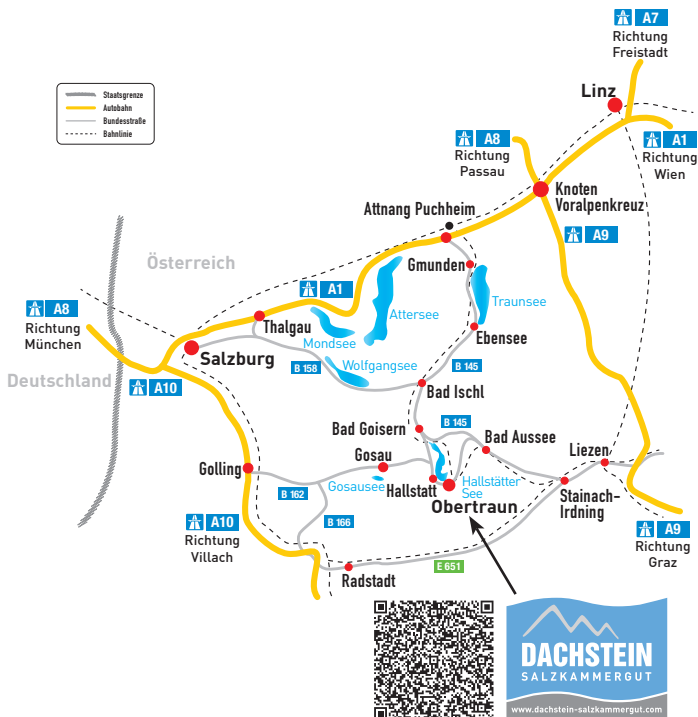 A7
Richtung
Freistadt
Linz
Staatsgrenze
Autobahn
Bundesstraße
Bahnlinie
A8
Richtung
Passau
A1
Richtung
Wien
Knoten
Voralpenkreuz
Attnang Puchheim
A9
Österreich
Gmunden
A1
Traunsee
Attersee
A8
Richtung
München
Thalgau
Mondsee
Ebensee
Salzburg
Wolfgangsee
B 158
B 145
Deutschland
A10
Bad Ischl
Bad Goisern
B 145
Bad Aussee
Liezen
Golling
Gosau
Gosausee
Hallstatt
Hallstätter
See
B 162
Obertraun
Stainach-
Irdning
A10
Richtung
Villach
B 166
A9
Richtung
Graz
E 651
Radstadt
DACHSTEIN
SALZKAMMERGUT
www.dachstein-salzkammergut.com